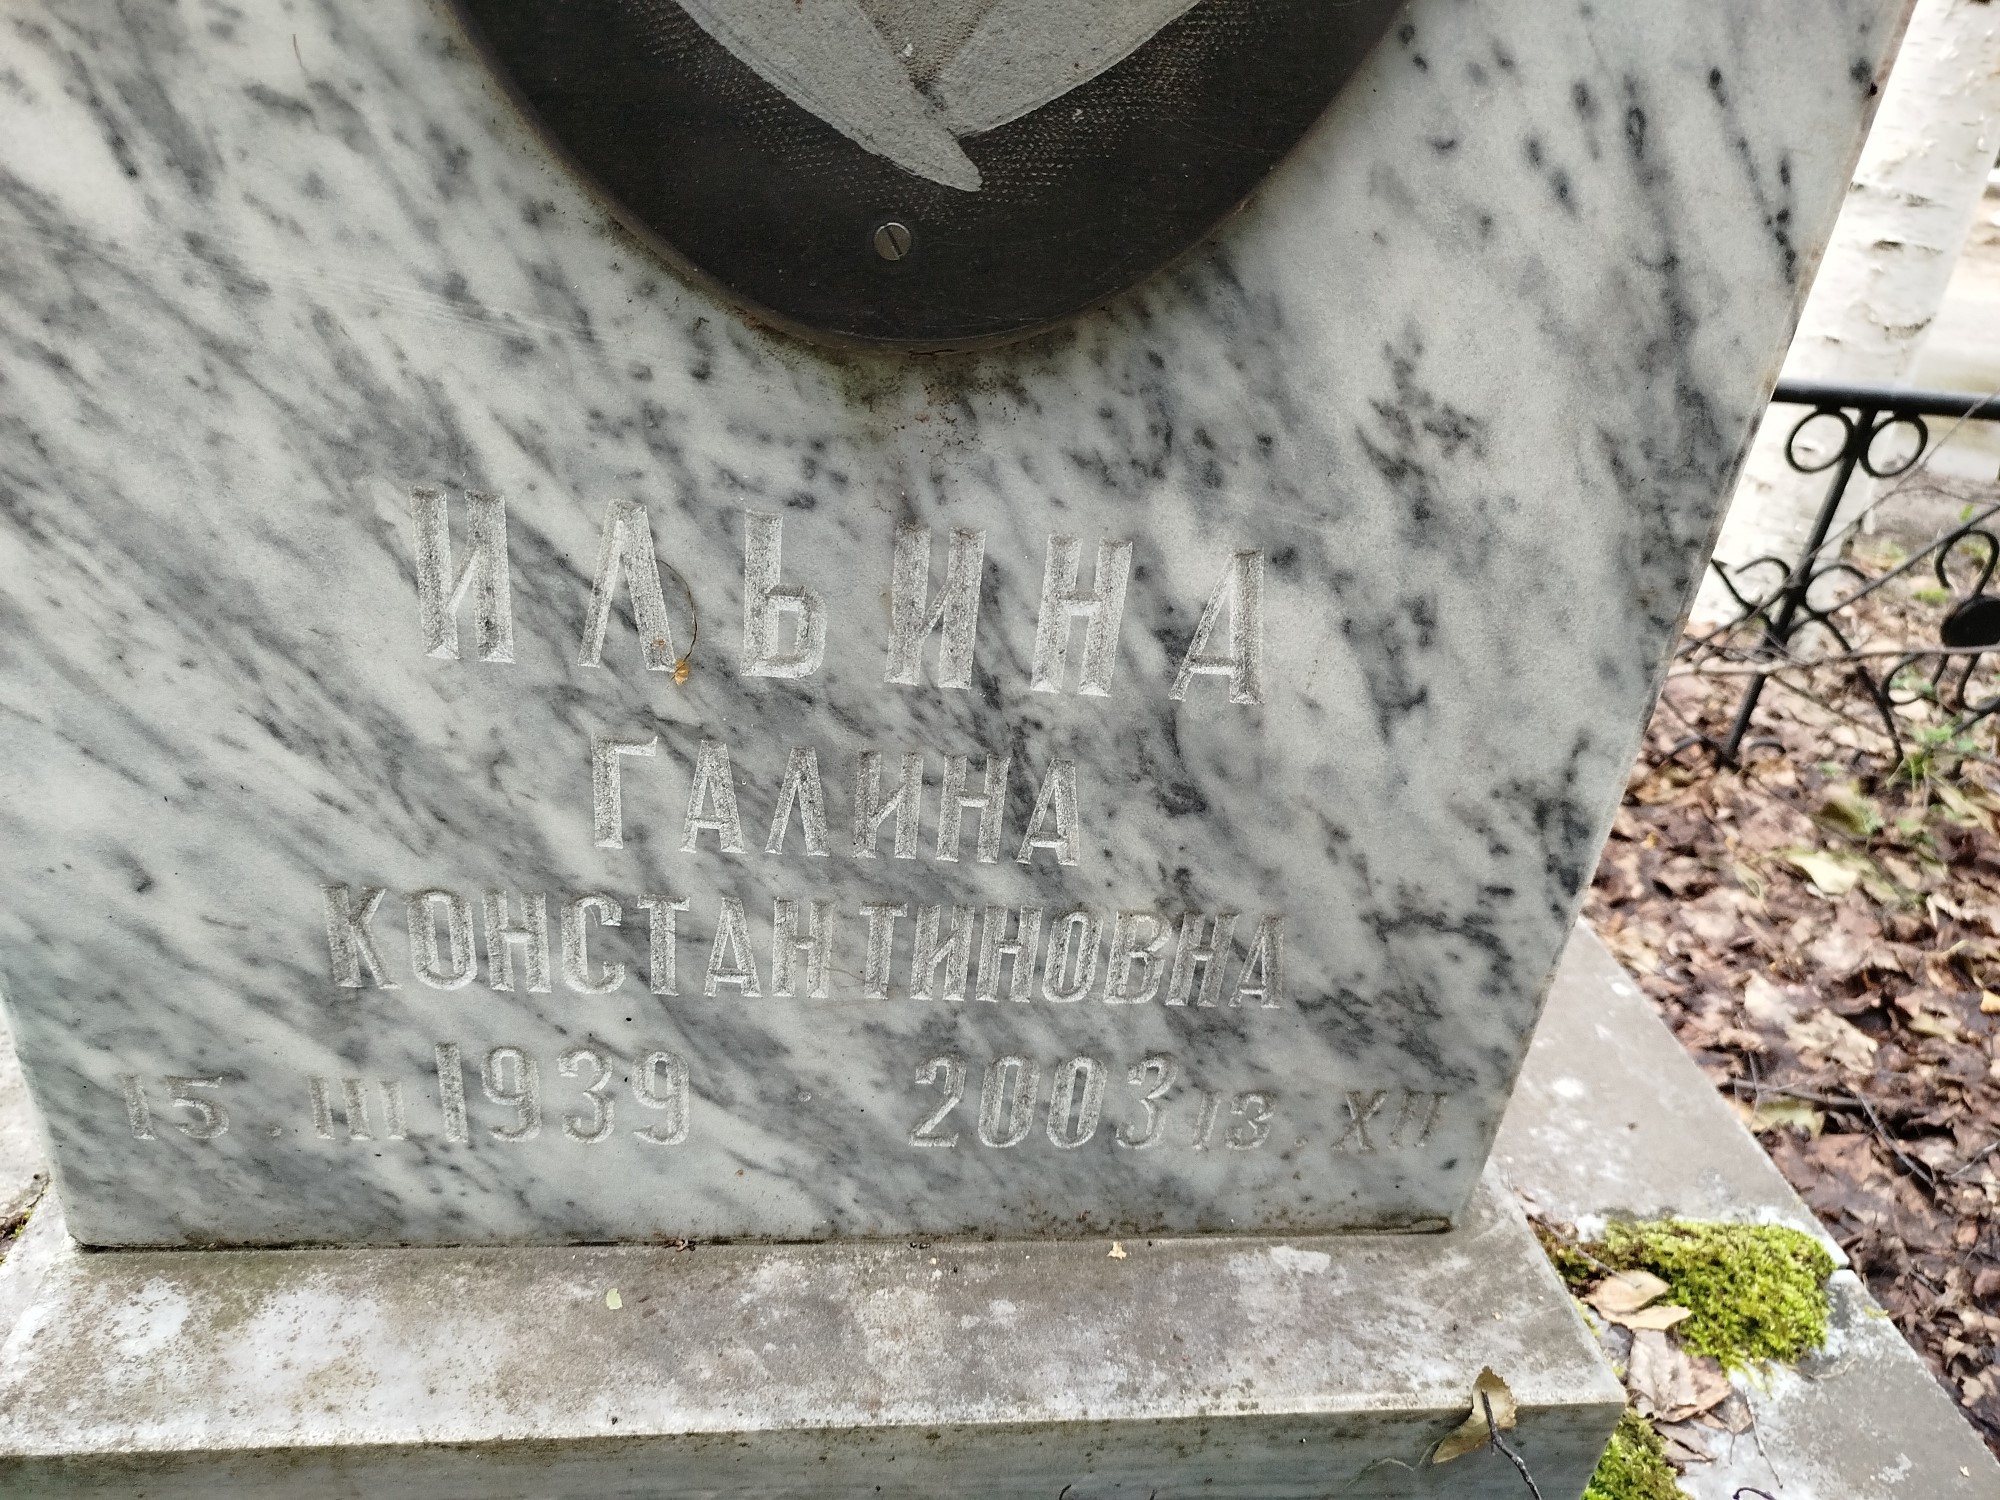 ИЛЬИНА
ГАЛИНА
КОНСТАНТИНОВНА
15.III 1939 2003 13.XII